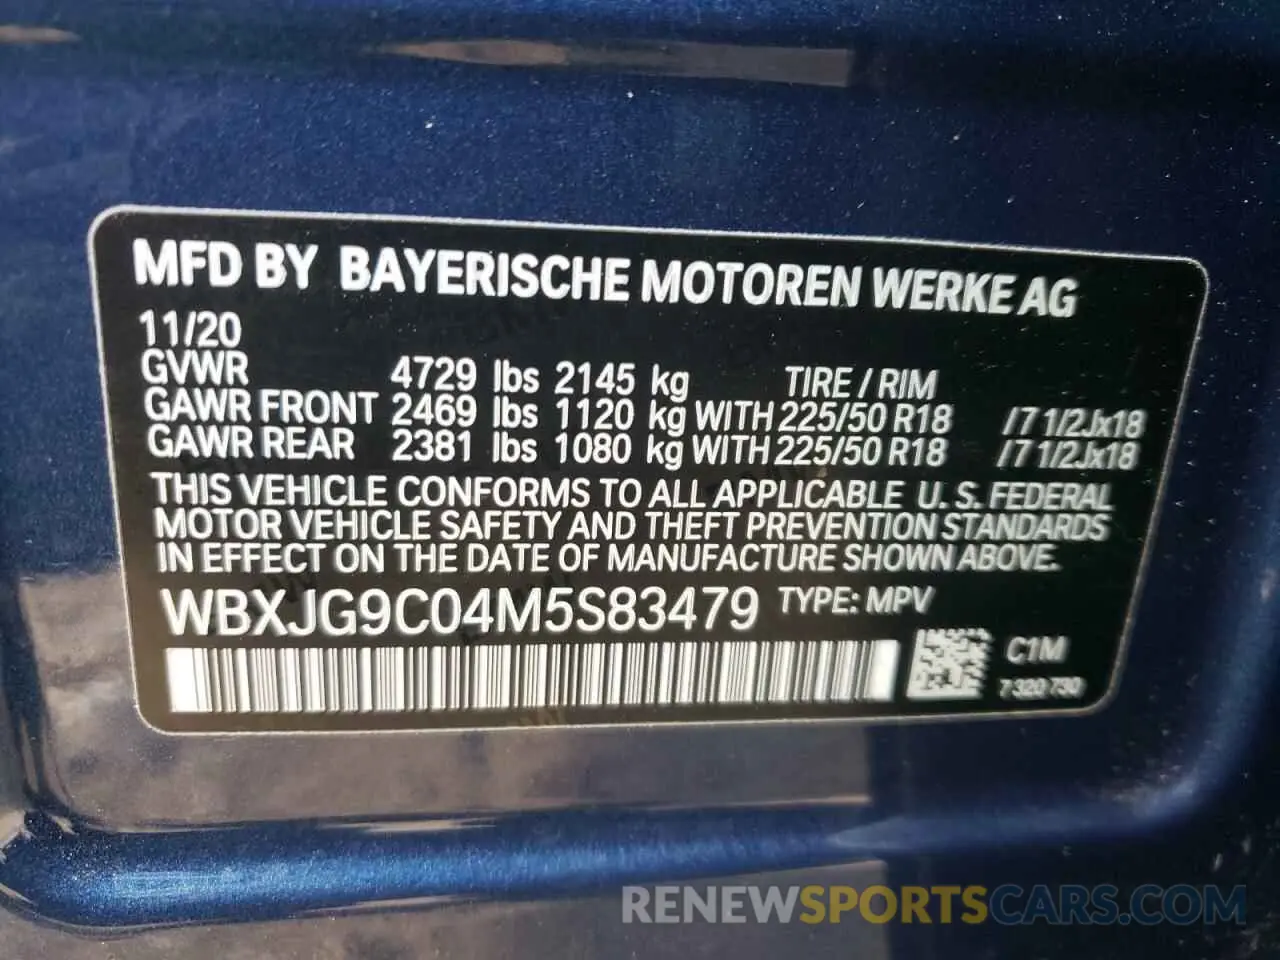 MFD BY BAYERISCHE MOTOREN WERKE AG
11/20
GVWR 4729 lbs 2145 kg TIRE / RIM
GAWR FRONT 2469 lbs 1120 kg WITH 225/50 R18 /7 1/2Jx18
GAWR REAR 2381 lbs 1080 kg WITH 225/50 R18 /7 1/2Jx18
THIS VEHICLE CONFORMS TO ALL APPLICABLE U. S. FEDERAL
MOTOR VEHICLE SAFETY AND THEFT PREVENTION STANDARDS
IN EFFECT ON THE DATE OF MANUFACTURE SHOWN ABOVE.
WBXJG9C04M5S83479 TYPE: MPV
C1M
7 320 730
RENEWSPORTSCARS.COM